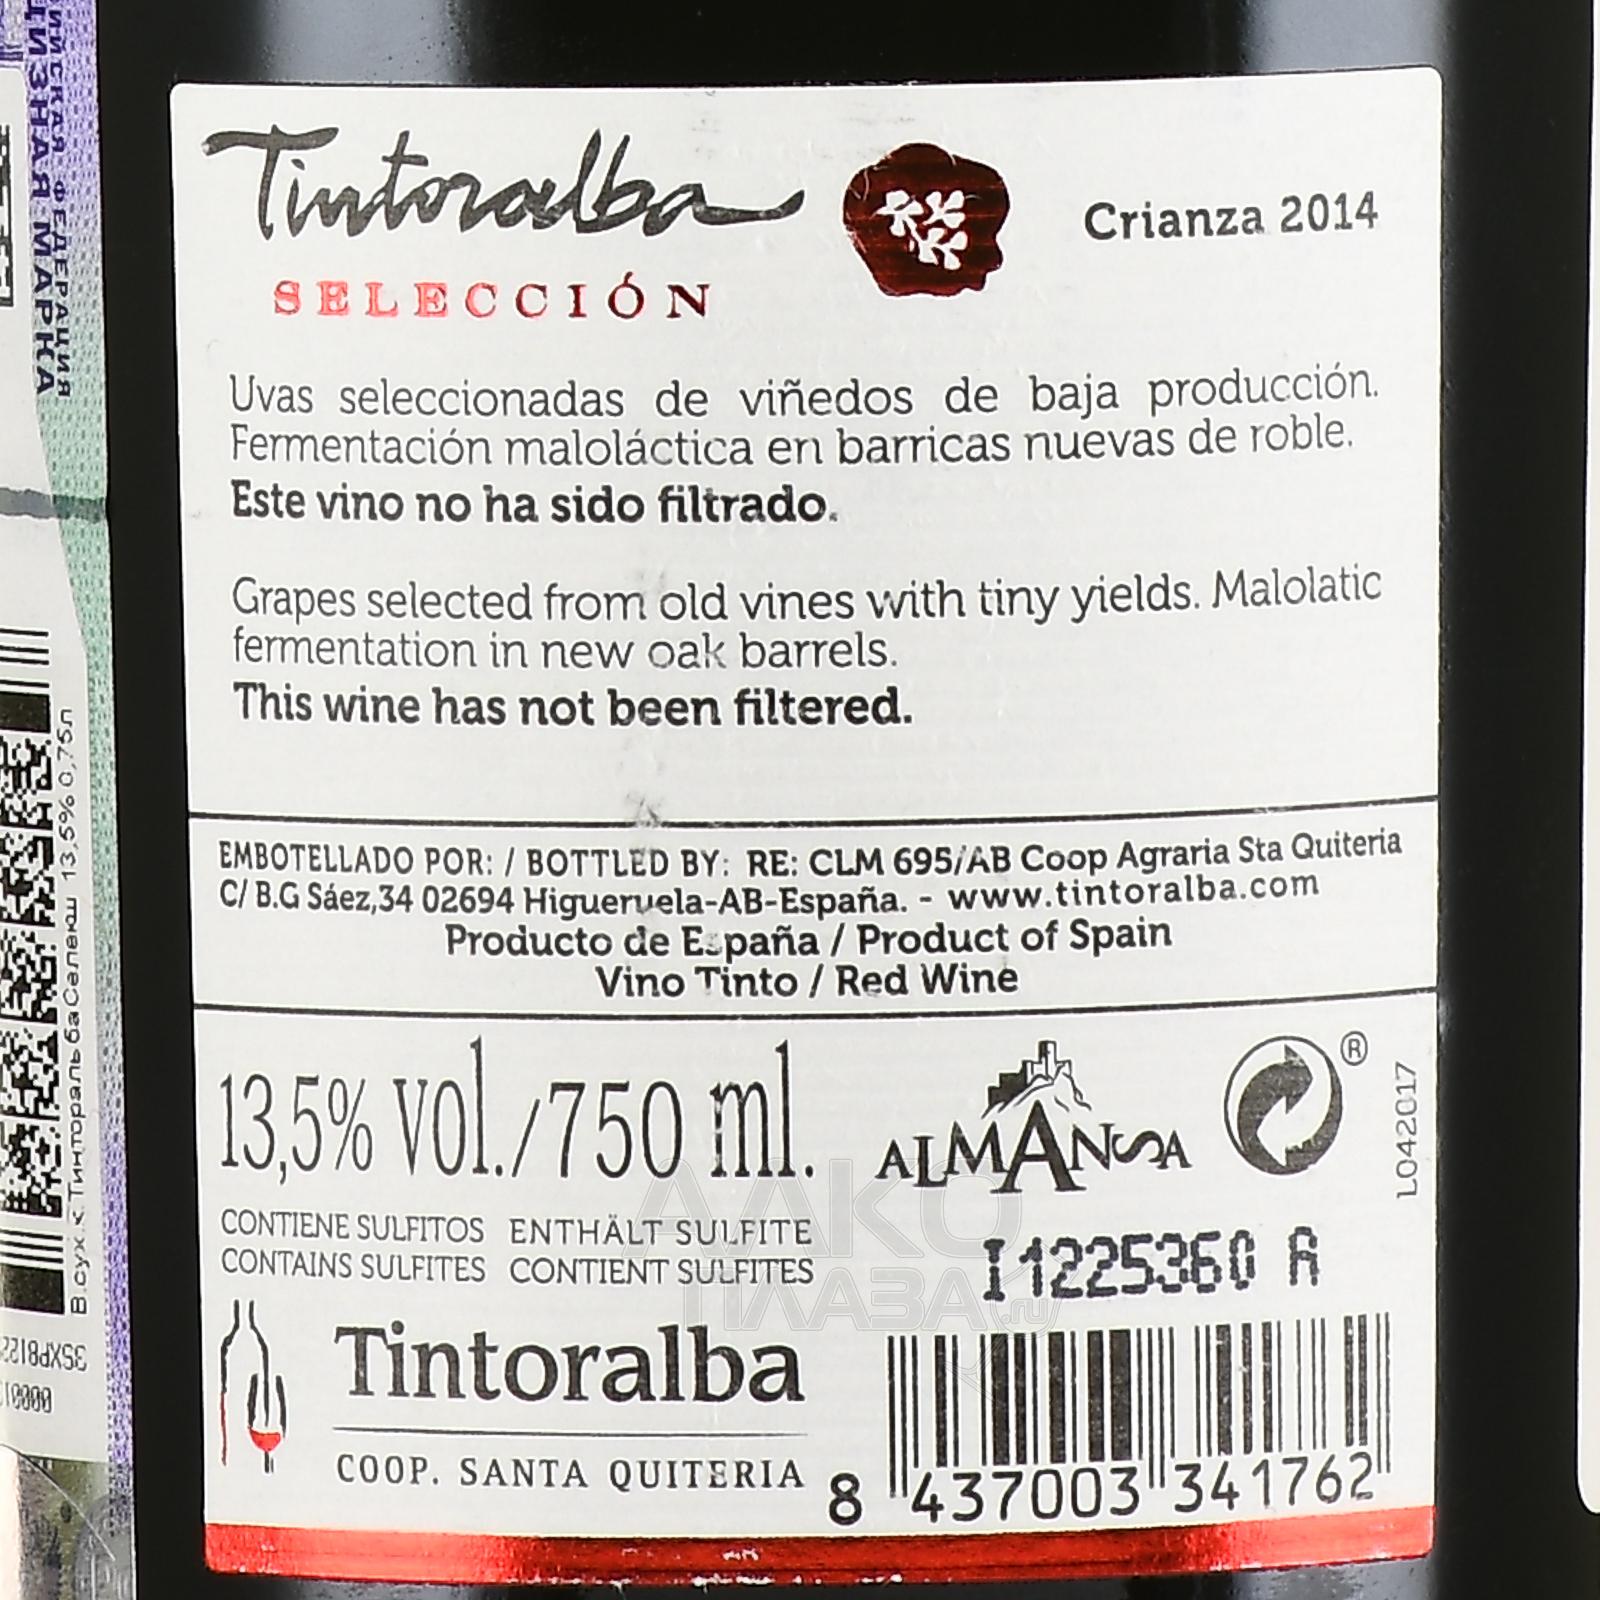 Tintoralba
SELECCIÓN
Crianza 2014
Uvas seleccionadas de viñedos de baja producción.
Fermentación maloláctica en barricas nuevas de roble.
Este vino no ha sido filtrado.
Grapes selected from old vines with tiny yields. Malolatic
fermentation in new oak barrels.
This wine has not been filtered.
EMBOTELLADO POR: / BOTTLED BY: RE: CLM 695/AB Coop Agraria Sta Quiteria
C/ B.G Sáez,34 02694 Higueruela-AB-España. - www.tintoralba.com
Producto de España / Product of Spain
Vino Tinto / Red Wine
13,5% vol./750 ml.
ALMANSA
®
L042017
CONTIENE SULFITOS ENTHÄLT SULFITE
CONTAINS SULFITES CONTIENT SULFITES
I1225360 A
Tintoralba
COOP. SANTA QUITERIA
8 437003 341762
ФЕДЕРАЦИЯ
МАРКА
В.сух.к.Тинтораль баСелекш 13,5% 0,75л
АЛКО
ПЛАЗА.ru